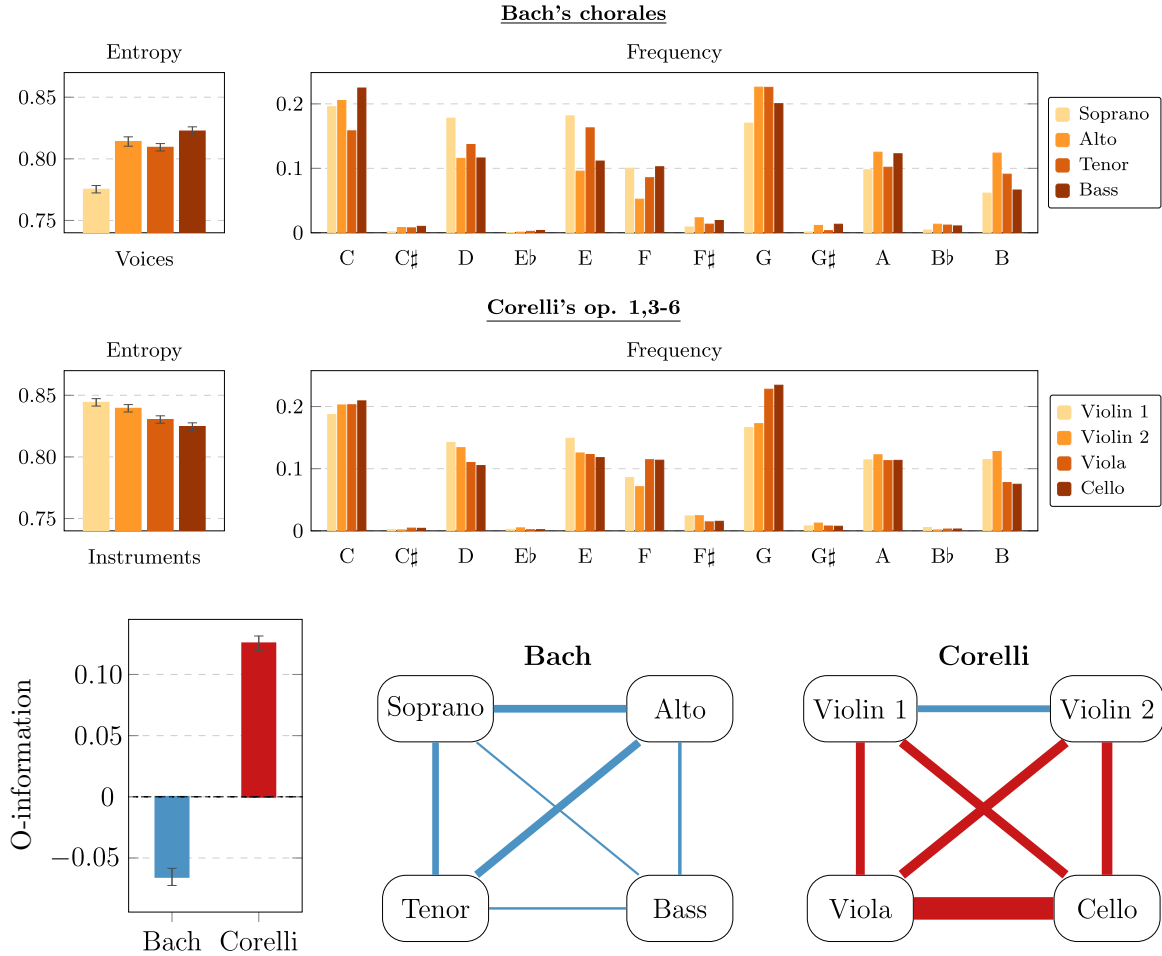 Bach's chorales
Entropy
Frequency
0.85
0.80
0.75
Voices
0.2
0.1
0
C C♯ D E♭ E F F♯ G G♯ A B♭ B
Soprano
Alto
Tenor
Bass
Corelli's op. 1,3-6
Entropy
Frequency
0.85
0.80
0.75
Instruments
0.2
0.1
0
C C♯ D E♭ E F F♯ G G♯ A B♭ B
Violin 1
Violin 2
Viola
Cello
O-information
0.10
0.05
0
−0.05
Bach Corelli
Bach
Soprano Alto
Tenor Bass
Corelli
Violin 1 Violin 2
Viola Cello